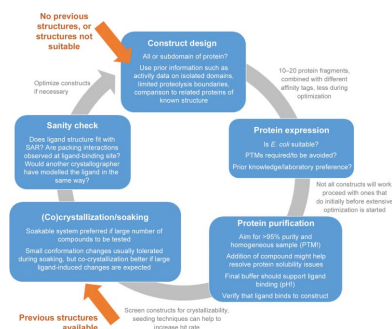 No previous
structures, or
structures not
suitable
Construct design
All or subdomain of protein?
Use prior information such as
activity data on isolated domains,
limited proteolysis boundaries,
comparison to related proteins of
known structure
10–20 protein fragments,
combined with different
affinity tags, less during
optimization
Protein expression
Is E. coli suitable?
PTMs required/to be avoided?
Prior knowledge/laboratory preference?
Not all constructs will work,
proceed with ones that
do initially before extensive
optimization is started
Protein purification
Aim for >95% purity and
homogeneous sample (PTM!)
Addition of compound might help
resolve protein solubility issues
Final buffer should support ligand
binding (pH!)
Verify that ligand binds to construct
Screen constructs for crystallizability,
seeding techniques can help to
increase hit rate
(Co)crystallization/soaking
Soakable system preferred if large number of
compounds to be tested
Small conformation changes usually tolerated
during soaking, but co-crystallization better if large
ligand-induced changes are expected
Previous structures
available
Sanity check
Does ligand structure fit with
SAR? Are packing interactions
observed at ligand-binding site?
Would another crystallographer
have modelled the ligand in
the same way?
Optimize constructs
if necessary